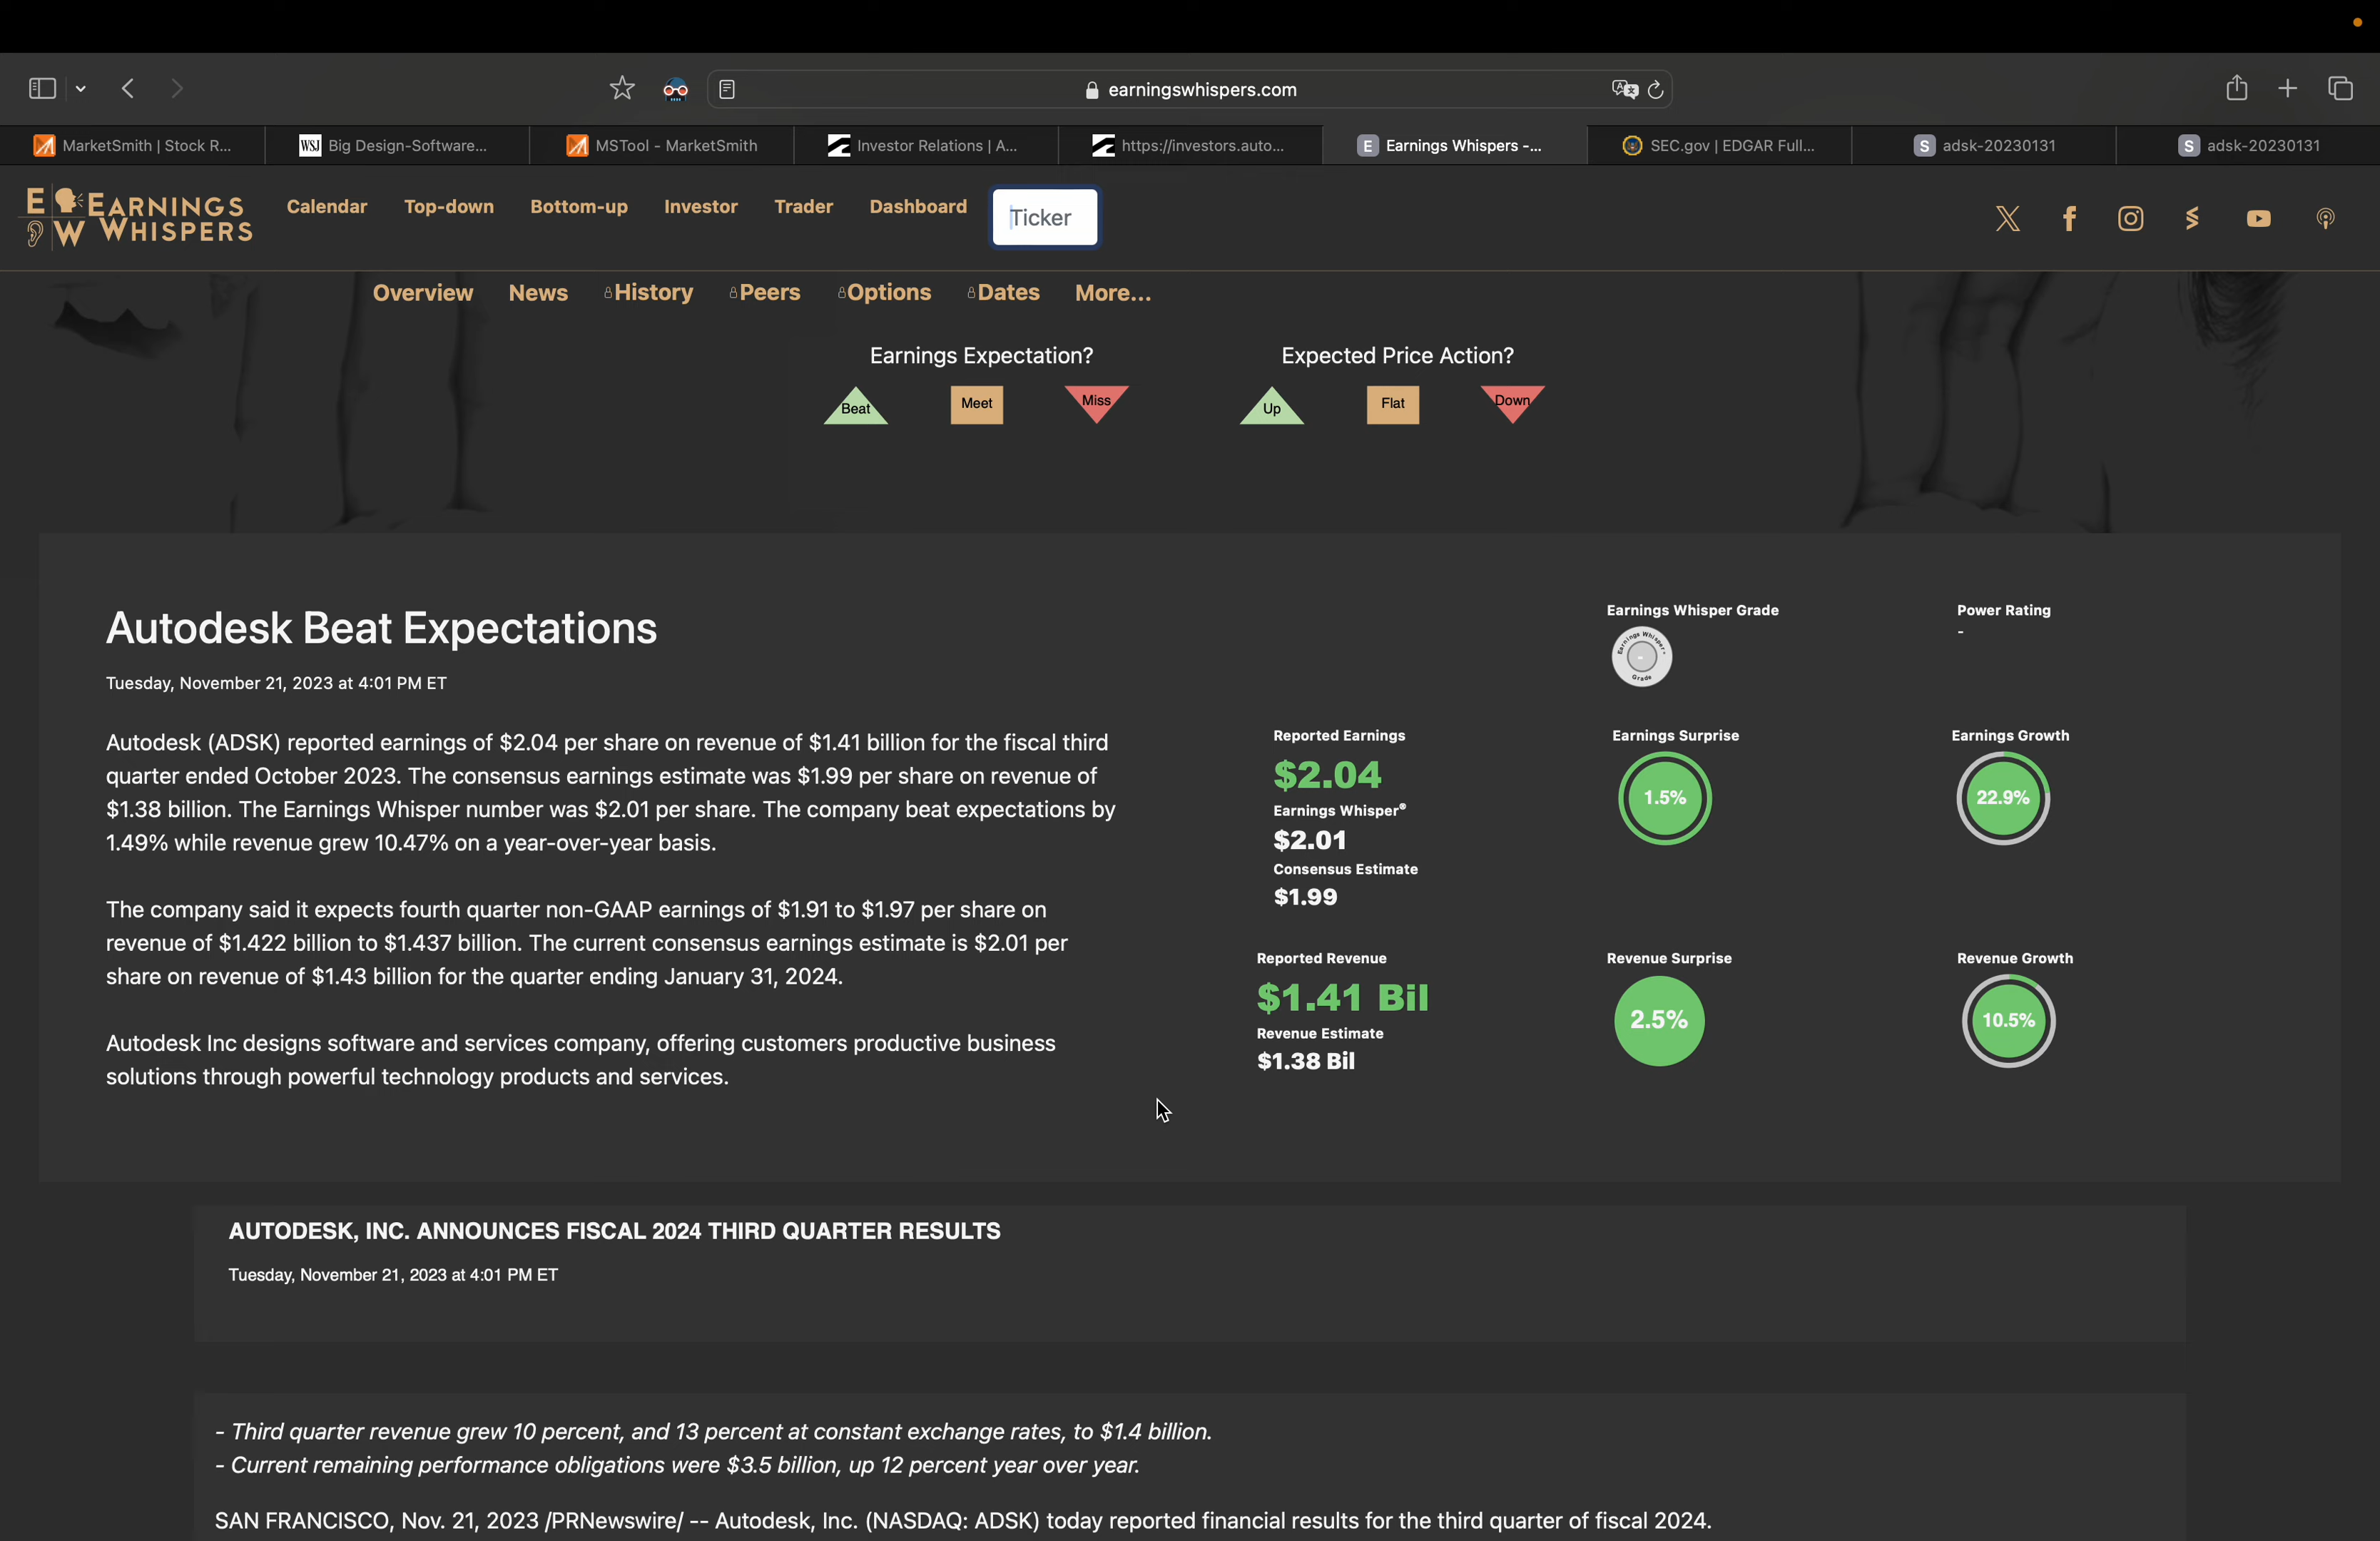 earningswhispers.com
MarketSmith | Stock R...
WSJ Big Design-Software...
MSTool - MarketSmith
Investor Relations | A...
https://investors.auto...
E Earnings Whispers -...
SEC.gov | EDGAR Full...
S adsk-20230131
S adsk-20230131
E W EARNINGS WHISPERS
Calendar Top-down Bottom-up Investor Trader Dashboard Ticker
Overview News History Peers Options Dates More...
Earnings Expectation? Expected Price Action?
Beat Meet Miss Up Flat Down
Autodesk Beat Expectations
Tuesday, November 21, 2023 at 4:01 PM ET
Autodesk (ADSK) reported earnings of $2.04 per share on revenue of $1.41 billion for the fiscal third
quarter ended October 2023. The consensus earnings estimate was $1.99 per share on revenue of
$1.38 billion. The Earnings Whisper number was $2.01 per share. The company beat expectations by
1.49% while revenue grew 10.47% on a year-over-year basis.
The company said it expects fourth quarter non-GAAP earnings of $1.91 to $1.97 per share on
revenue of $1.422 billion to $1.437 billion. The current consensus earnings estimate is $2.01 per
share on revenue of $1.43 billion for the quarter ending January 31, 2024.
Autodesk Inc designs software and services company, offering customers productive business
solutions through powerful technology products and services.
Earnings Whisper Grade
Earnings Whisper® - Grade
Power Rating
-
Reported Earnings
$2.04
Earnings Whisper®
$2.01
Consensus Estimate
$1.99
Earnings Surprise
1.5%
Earnings Growth
22.9%
Reported Revenue
$1.41 Bil
Revenue Estimate
$1.38 Bil
Revenue Surprise
2.5%
Revenue Growth
10.5%
AUTODESK, INC. ANNOUNCES FISCAL 2024 THIRD QUARTER RESULTS
Tuesday, November 21, 2023 at 4:01 PM ET
- Third quarter revenue grew 10 percent, and 13 percent at constant exchange rates, to $1.4 billion.
- Current remaining performance obligations were $3.5 billion, up 12 percent year over year.
SAN FRANCISCO, Nov. 21, 2023 /PRNewswire/ -- Autodesk, Inc. (NASDAQ: ADSK) today reported financial results for the third quarter of fiscal 2024.